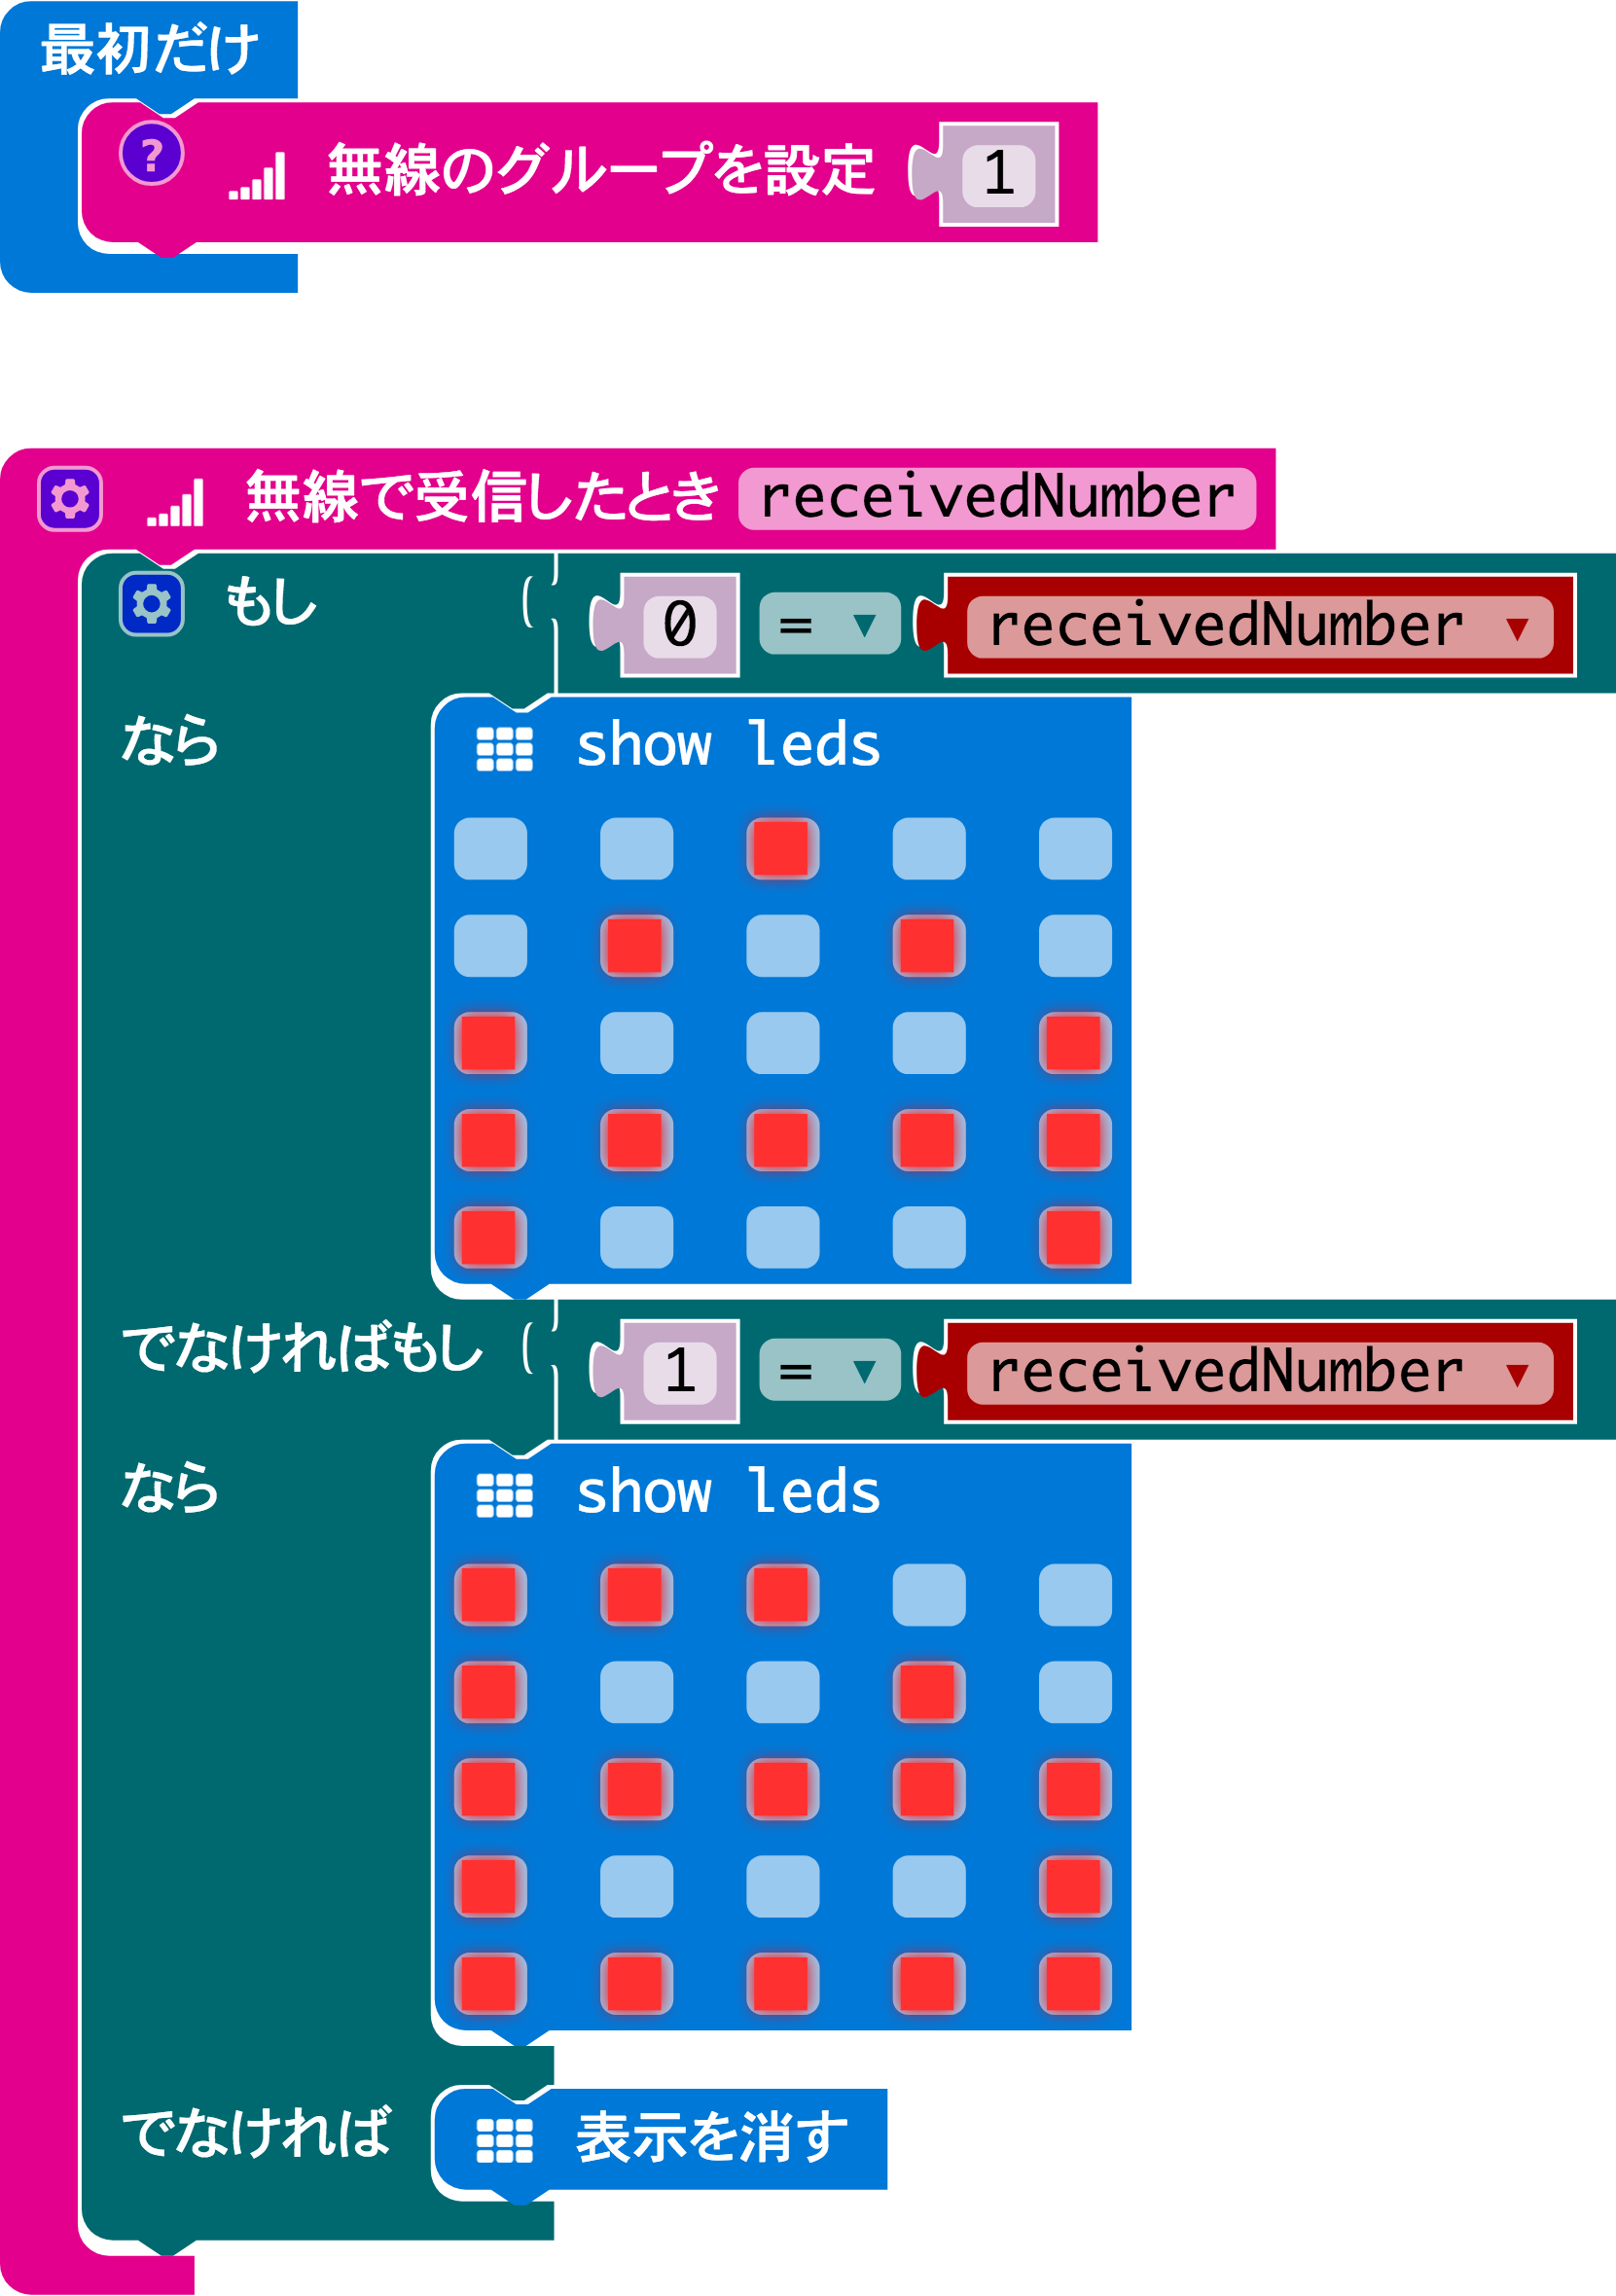 最初だけ
? 無線のグループを設定 1
無線で受信したとき receivedNumber
もし 0 = ▼ receivedNumber ▼
なら show leds
でなければもし 1 = ▼ receivedNumber ▼
なら show leds
でなければ 表示を消す